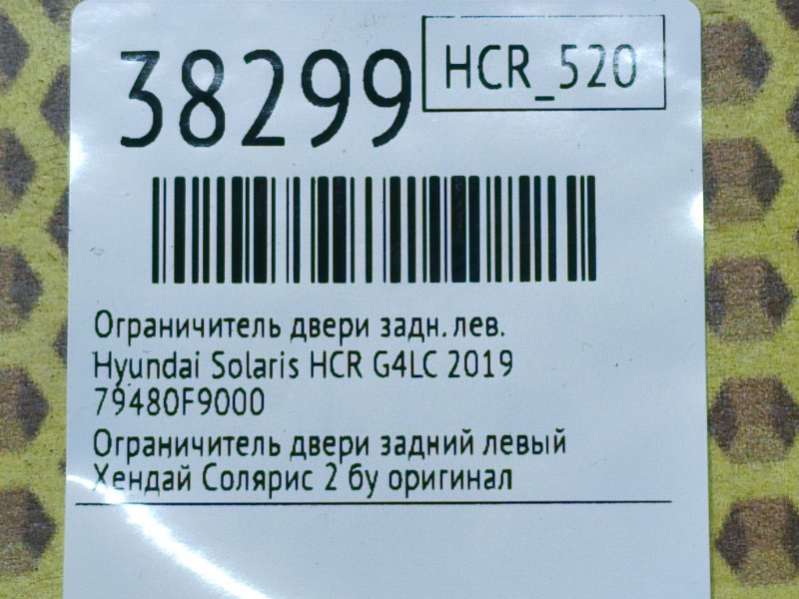 38299
HCR_520
Ограничитель двери задн. лев.
Hyundai Solaris HCR G4LC 2019
79480F9000
Ограничитель двери задний левый
Хендай Солярис 2 бу оригинал